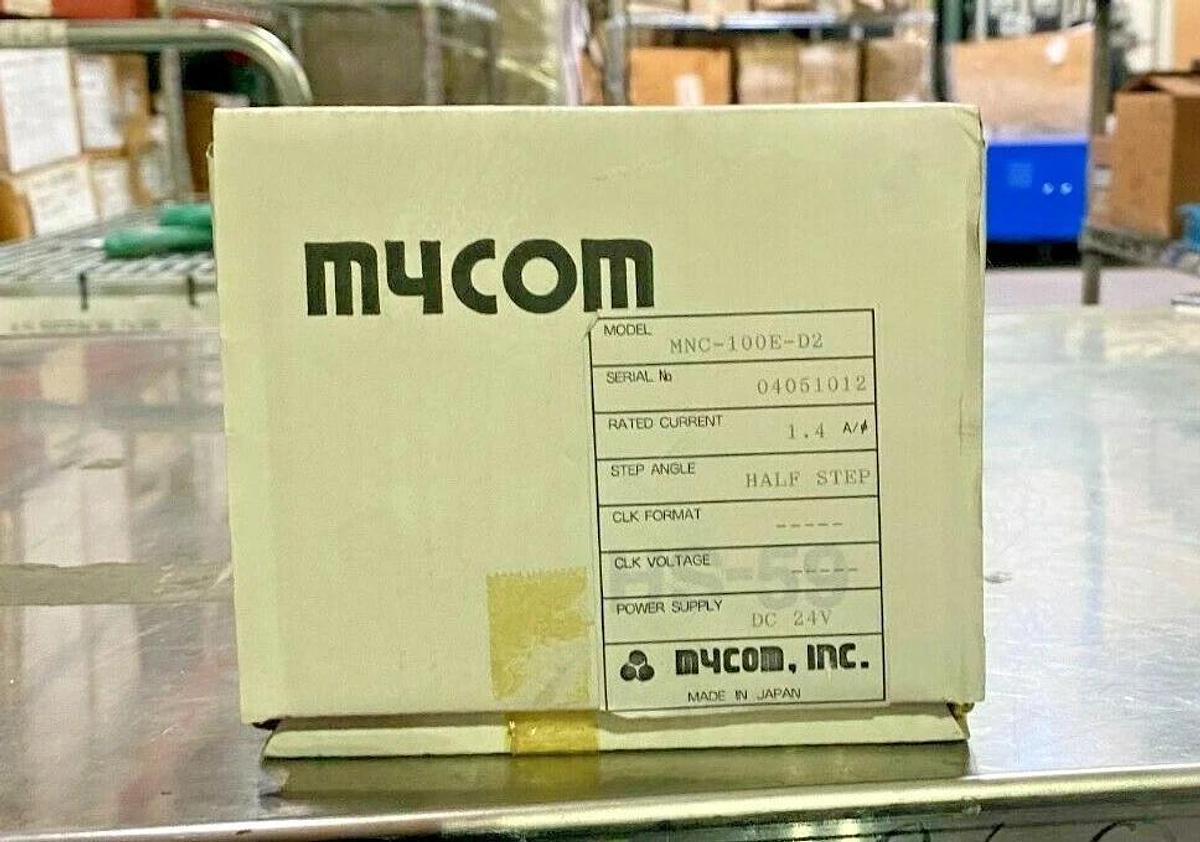 mycom
MODEL
MNC-100E-D2
SERIAL No
04051012
RATED CURRENT
1.4 A/ϕ
STEP ANGLE
HALF STEP
CLK FORMAT
-----
CLK VOLTAGE
-----
POWER SUPPLY
DC 24V
mycom, inc.
MADE IN JAPAN